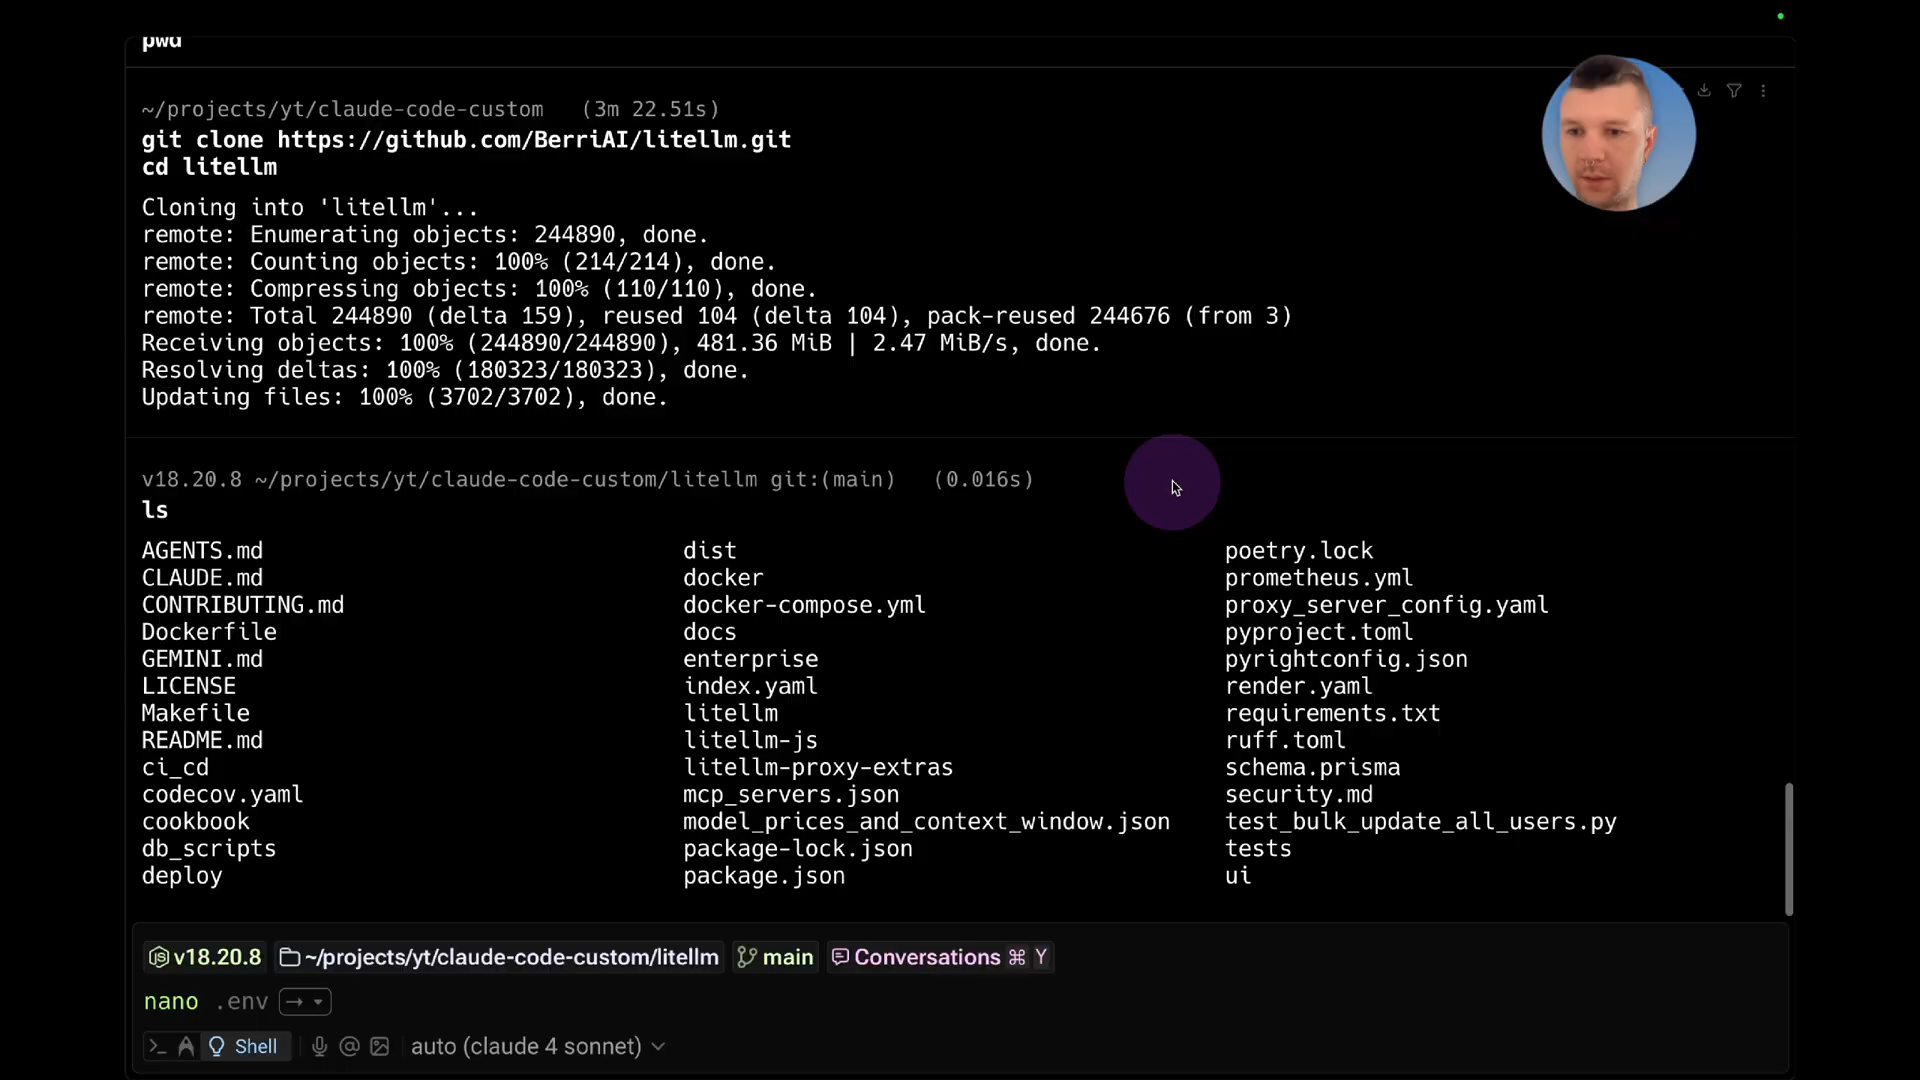 pwd
~/projects/yt/claude-code-custom (3m 22.51s)
git clone https://github.com/BerriAI/litellm.git
cd litellm
Cloning into 'litellm'...
remote: Enumerating objects: 244890, done.
remote: Counting objects: 100% (214/214), done.
remote: Compressing objects: 100% (110/110), done.
remote: Total 244890 (delta 159), reused 104 (delta 104), pack-reused 244676 (from 3)
Receiving objects: 100% (244890/244890), 481.36 MiB | 2.47 MiB/s, done.
Resolving deltas: 100% (180323/180323), done.
Updating files: 100% (3702/3702), done.
v18.20.8 ~/projects/yt/claude-code-custom/litellm git:(main) (0.016s)
ls
AGENTS.md dist poetry.lock
CLAUDE.md docker prometheus.yml
CONTRIBUTING.md docker-compose.yml proxy_server_config.yaml
Dockerfile docs pyproject.toml
GEMINI.md enterprise pyrightconfig.json
LICENSE index.yaml render.yaml
Makefile litellm requirements.txt
README.md litellm-js ruff.toml
ci_cd litellm-proxy-extras schema.prisma
codecov.yaml mcp_servers.json security.md
cookbook model_prices_and_context_window.json test_bulk_update_all_users.py
db_scripts package-lock.json tests
deploy package.json ui
v18.20.8 ~/projects/yt/claude-code-custom/litellm main Conversations ⌘ Y
nano .env
Shell auto (claude 4 sonnet)